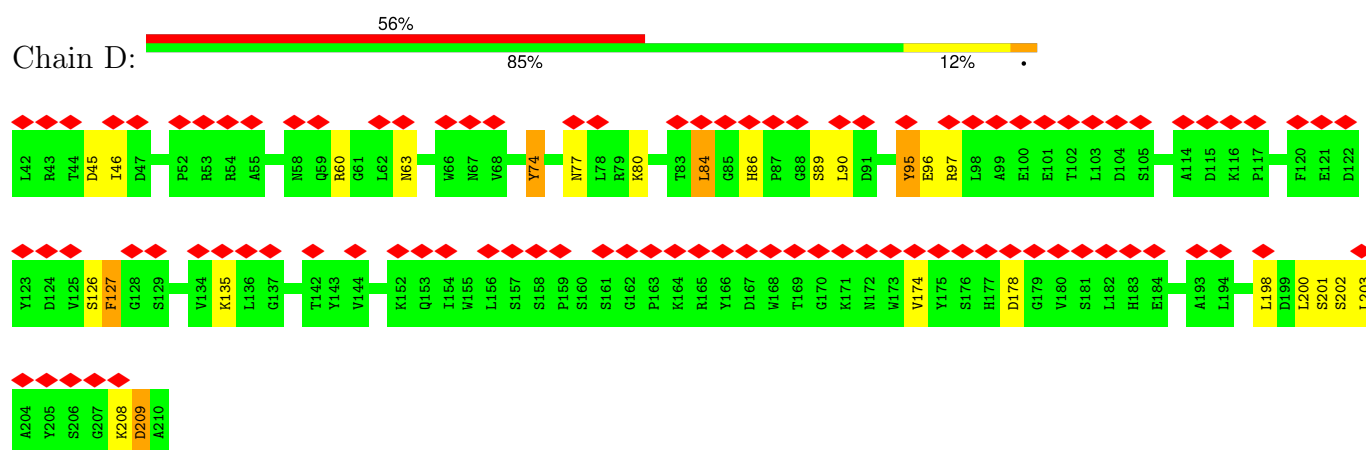 56%
Chain D:
85% 12% •
L42 R43 T44 D45 I46 D47 P52 R53 R54 A55 N58 Q59 R60 G61 L62 N63 W66 N67 V68 Y74 N77 L78 R79 K80 T83 L84 G85 H86 P87 G88 S89 L90 D91 Y95 E96 R97 L98 A99 E100 E101 T102 L103 D104 S105 A114 D115 K116 P117 F120 E121 D122
Y123 D124 V125 S126 F127 G128 S129 V134 K135 L136 G137 T142 Y143 V144 K152 Q153 I154 W155 L156 S157 S158 P159 S160 S161 G162 P163 K164 R165 Y166 D167 W168 T169 G170 K171 N172 W173 V174 Y175 S176 H177 D178 G179 V180 S181 L182 H183 E184 A193 L194 L198 D199 L200 S201 S202
A204 Y205 S206 G207 K208 D209 A210